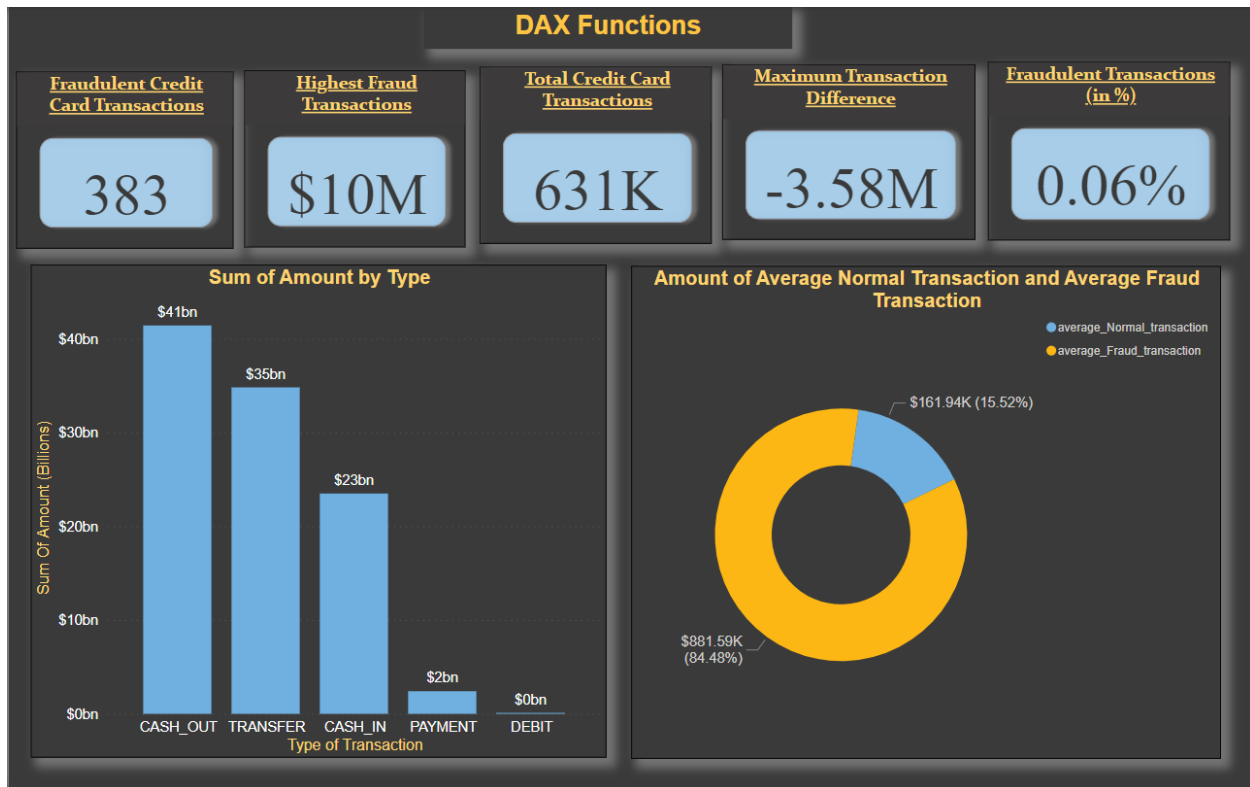 DAX Functions
Fraudulent Credit
Card Transactions
383
Highest Fraud
Transactions
$10M
Total Credit Card
Transactions
631K
Maximum Transaction
Difference
-3.58M
Fraudulent Transactions
(in %)
0.06%
Sum of Amount by Type
Sum Of Amount (Billions)
$40bn
$30bn
$20bn
$10bn
$0bn
$41bn
$35bn
$23bn
$2bn
$0bn
CASH_OUT
TRANSFER
CASH_IN
PAYMENT
DEBIT
Type of Transaction
Amount of Average Normal Transaction and Average Fraud
Transaction
average_Normal_transaction
average_Fraud_transaction
$161.94K (15.52%)
$881.59K
(84.48%)